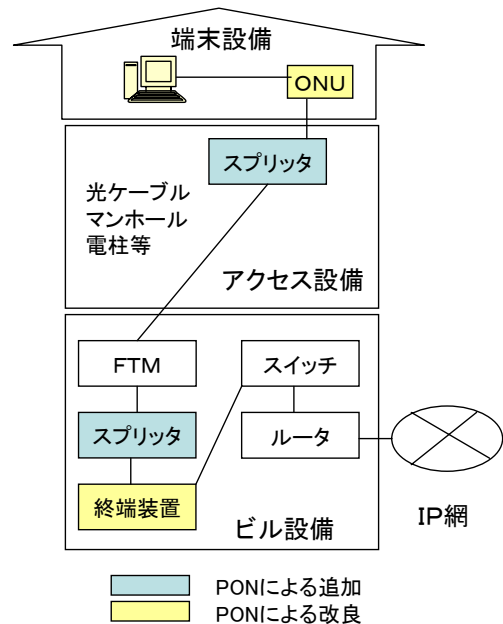 端末設備
ONU
スプリッタ
光ケーブル
マンホール
電柱等
アクセス設備
FTM
スイッチ
スプリッタ
ルータ
終端装置
ビル設備
IP網
PONによる追加
PONによる改良